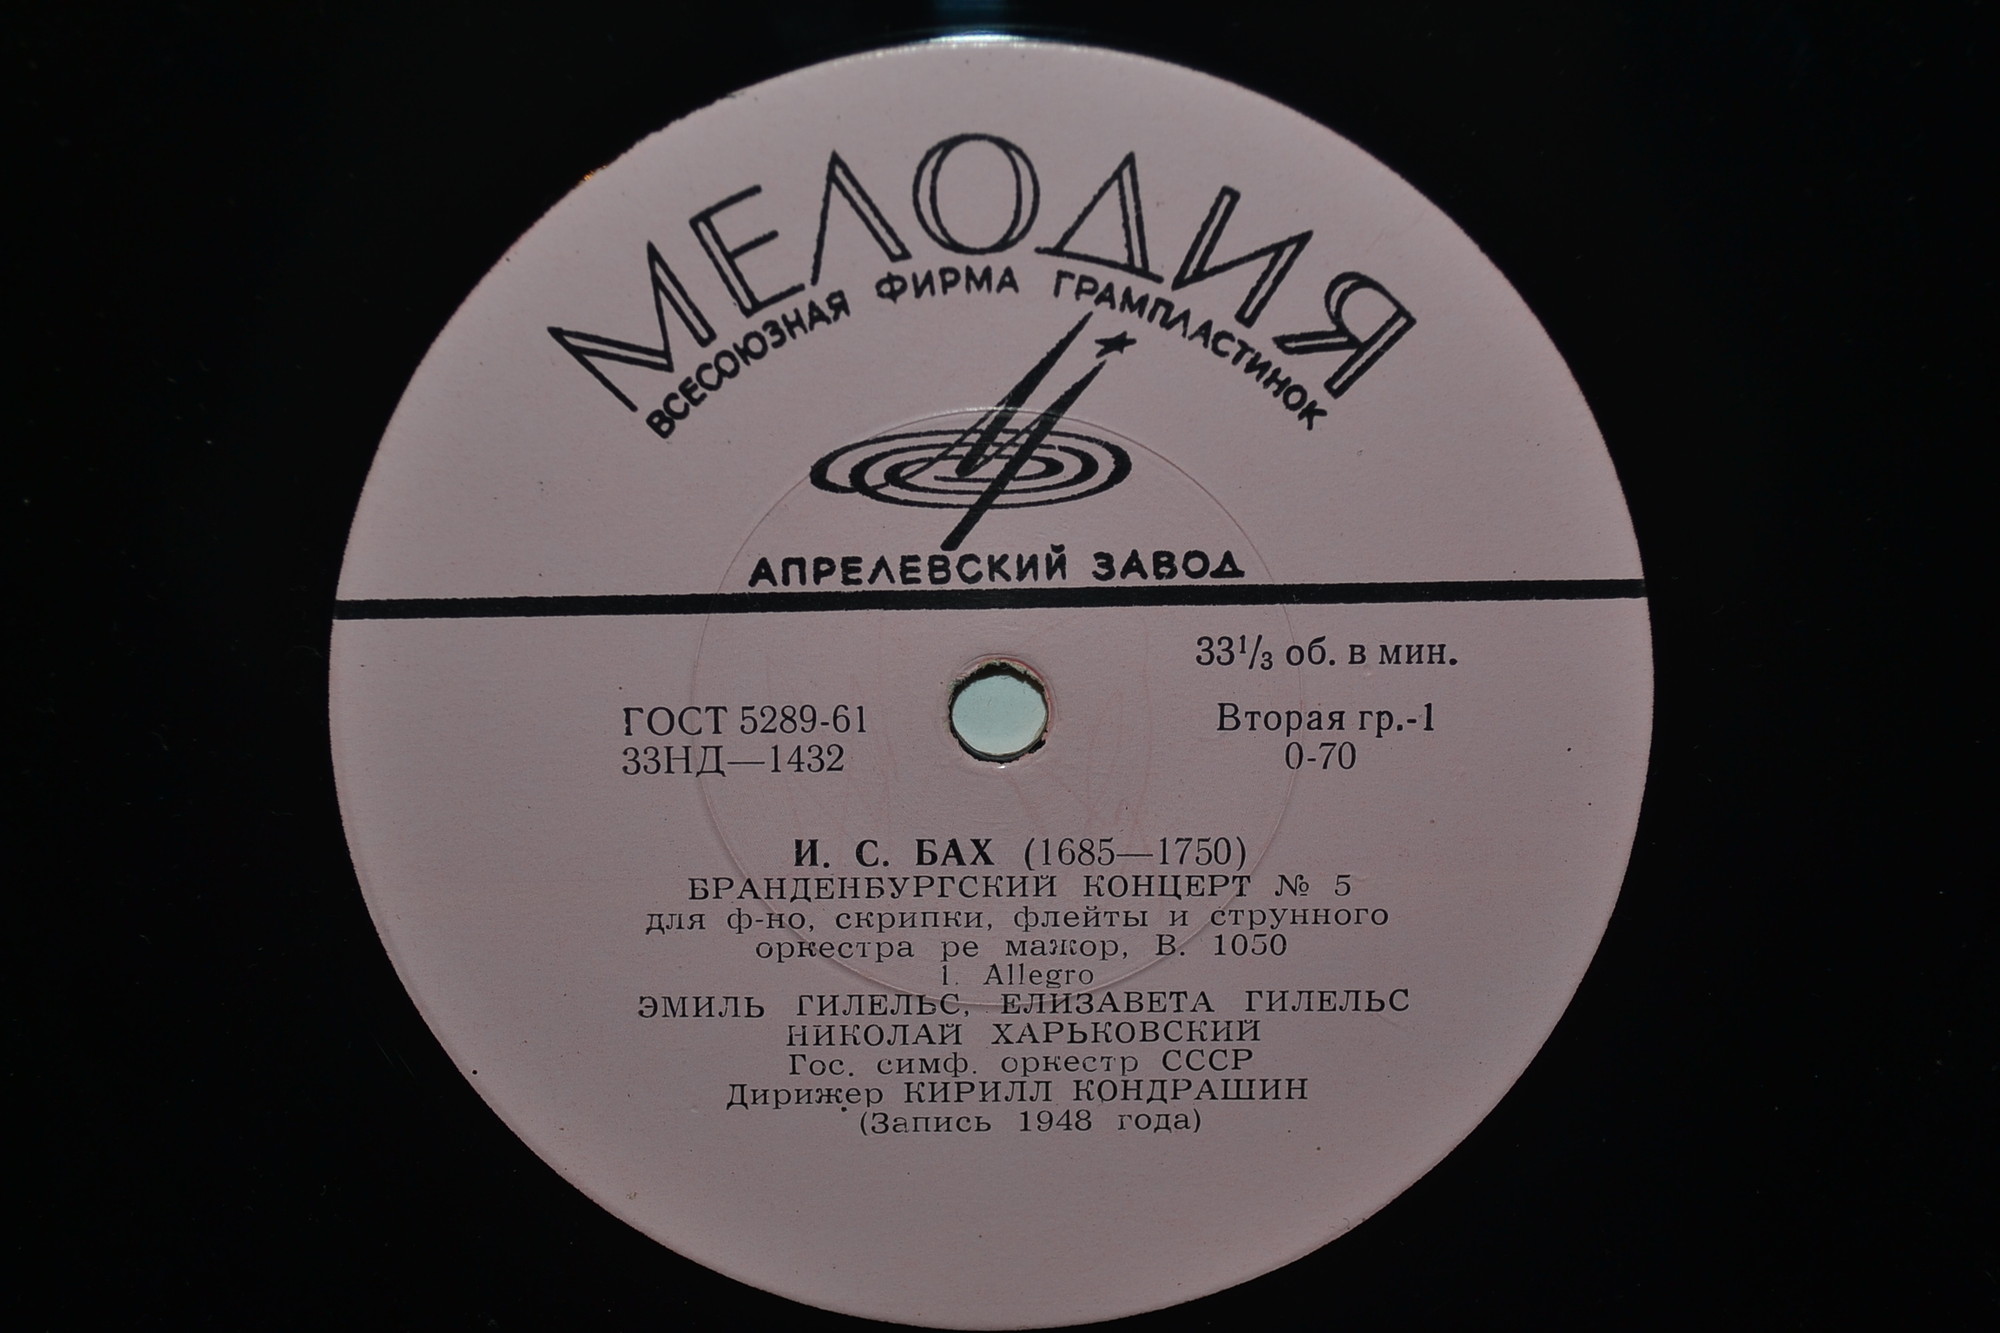 МЕЛОДИЯ
ВСЕСОЮЗНАЯ ФИРМА ГРАМПЛАСТИНОК
АПРЕЛЕВСКИЙ ЗАВОД
33¹/₃ об. в мин.
ГОСТ 5289-61
33НД—1432
Вторая гр.-1
0-70
И. С. БАХ (1685—1750)
БРАНДЕНБУРГСКИЙ КОНЦЕРТ № 5
для ф-но, скрипки, флейты и струнного
оркестра ре мажор, В. 1050
1. Allegro
ЭМИЛЬ ГИЛЕЛЬС, ЕЛИЗАВЕТА ГИЛЕЛЬС
НИКОЛАЙ ХАРЬКОВСКИЙ
Гос. симф. оркестр СССР
Дирижер КИРИЛЛ КОНДРАШИН
(Запись 1948 года)